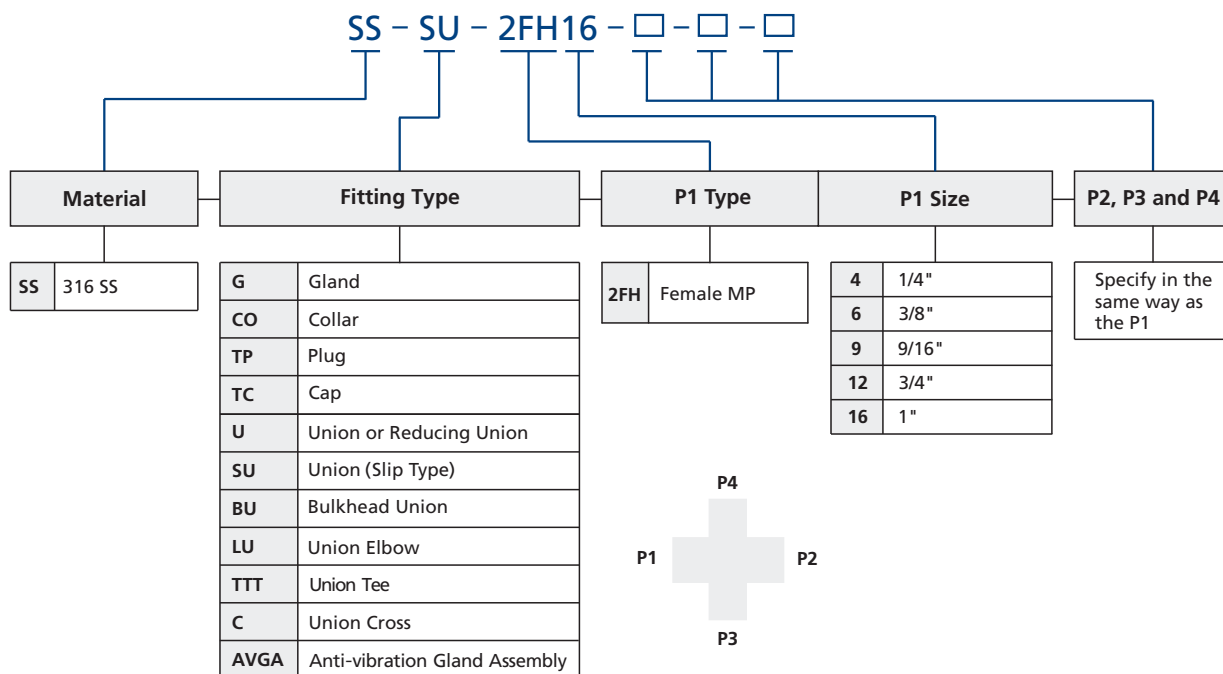 SS – SU – 2FH16 – □ – □ – □
Material
Fitting Type
P1 Type
P1 Size
P2, P3 and P4
SS 316 SS
G Gland
CO Collar
TP Plug
TC Cap
U Union or Reducing Union
SU Union (Slip Type)
BU Bulkhead Union
LU Union Elbow
TTT Union Tee
C Union Cross
AVGA Anti-vibration Gland Assembly
2FH Female MP
4 1/4"
6 3/8"
9 9/16"
12 3/4"
16 1"
Specify in the
same way as
the P1
P4
P1
P2
P3